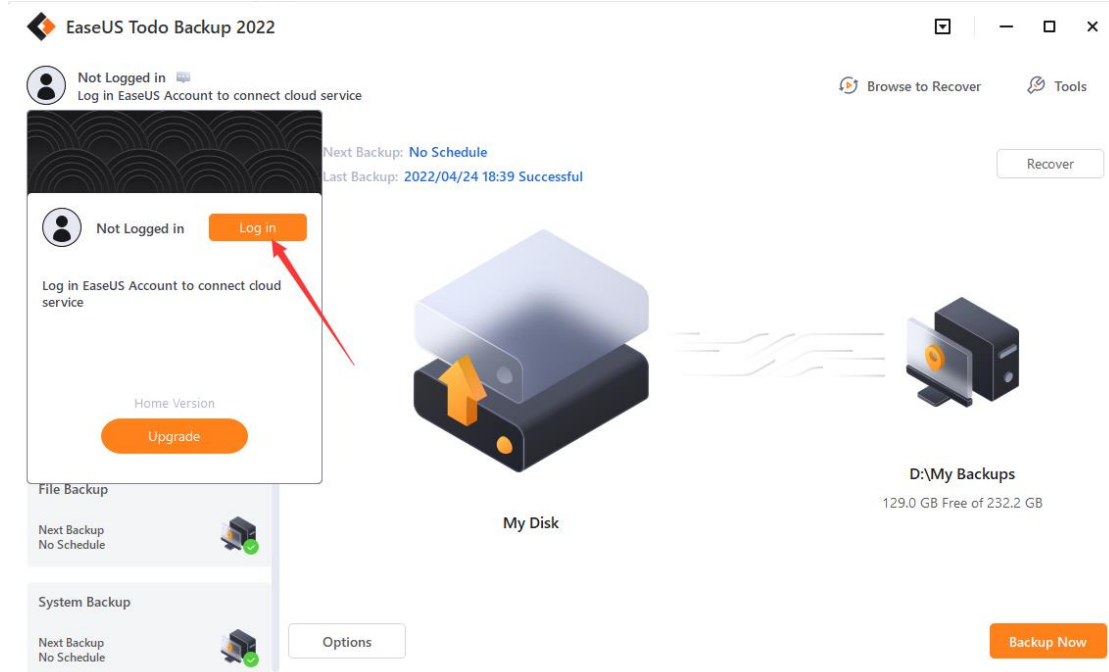 EaseUS Todo Backup 2022
Not Logged in
Log in EaseUS Account to connect cloud service
Browse to Recover
Tools
Next Backup: No Schedule
Last Backup: 2022/04/24 18:39 Successful
Recover
Not Logged in
Log in
Log in EaseUS Account to connect cloud
service
Home Version
Upgrade
My Disk
D:\My Backups
129.0 GB Free of 232.2 GB
File Backup
Next Backup
No Schedule
System Backup
Next Backup
No Schedule
Options
Backup Now